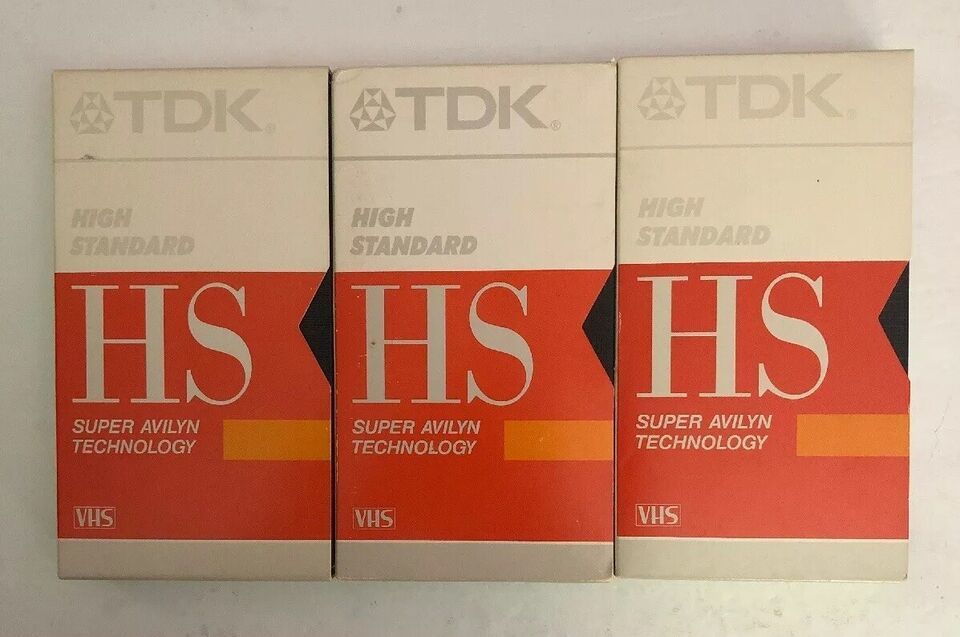 TDK®
HIGH
STANDARD
HS
SUPER AVILYN
TECHNOLOGY
VHS
TDK®
HIGH
STANDARD
HS
SUPER AVILYN
TECHNOLOGY
VHS
TDK®
HIGH
STANDARD
HS
SUPER AVILYN
TECHNOLOGY
VHS